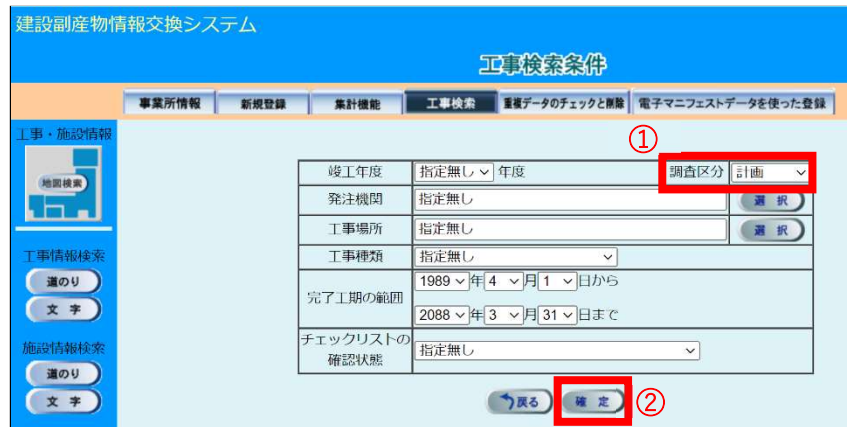 建設副産物情報交換システム
工事検索条件
事業所情報 新規登録 集計機能 工事検索 重複データのチェックと削除 電子マニフェストデータを使った登録
工事・施設情報
地図検索
工事情報検索
道のり
文字
施設情報検索
道のり
文字
①
竣工年度 指定無し 年度 調査区分 計画
発注機関 指定無し 選択
工事場所 指定無し 選択
工事種類 指定無し
完了工期の範囲 1989 年 4 月 1 日から
2088 年 3 月 31 日まで
チェックリストの
確認状態 指定無し
戻る 確定 ②